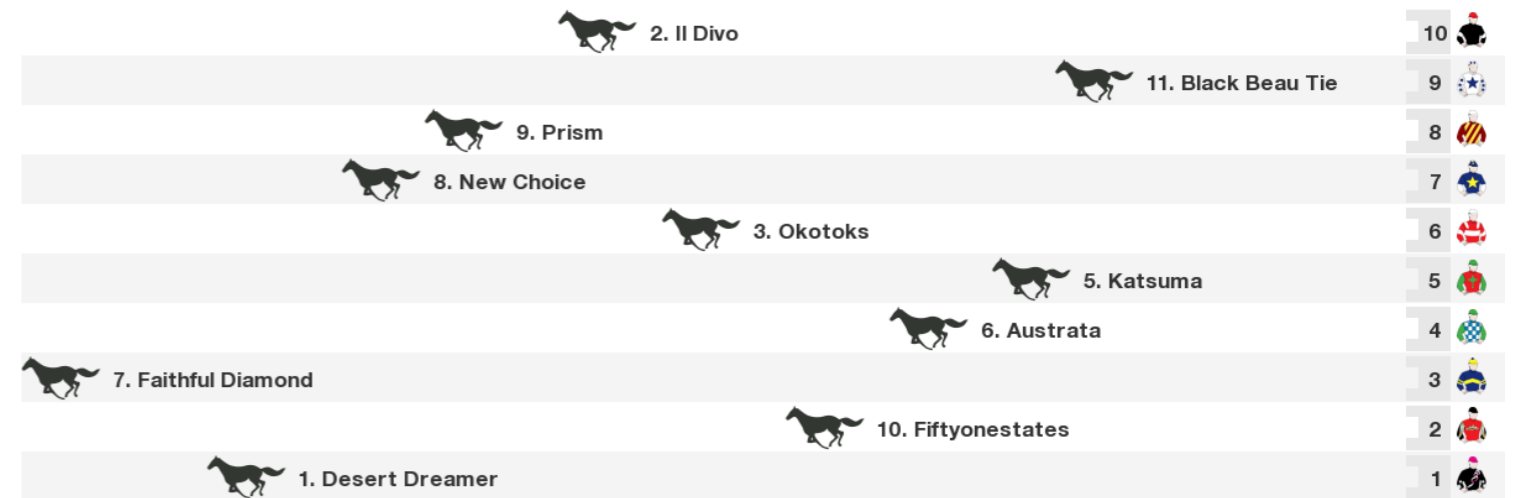 2. Il Divo 10
11. Black Beau Tie 9
9. Prism 8
8. New Choice 7
3. Okotoks 6
5. Katsuma 5
6. Austrata 4
7. Faithful Diamond 3
10. Fiftyonestates 2
1. Desert Dreamer 1